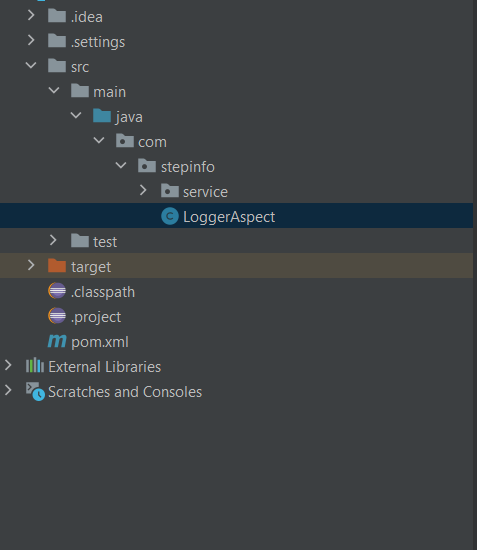 .idea
.settings
src
main
java
com
stepinfo
service
LoggerAspect
test
target
.classpath
.project
pom.xml
External Libraries
Scratches and Consoles